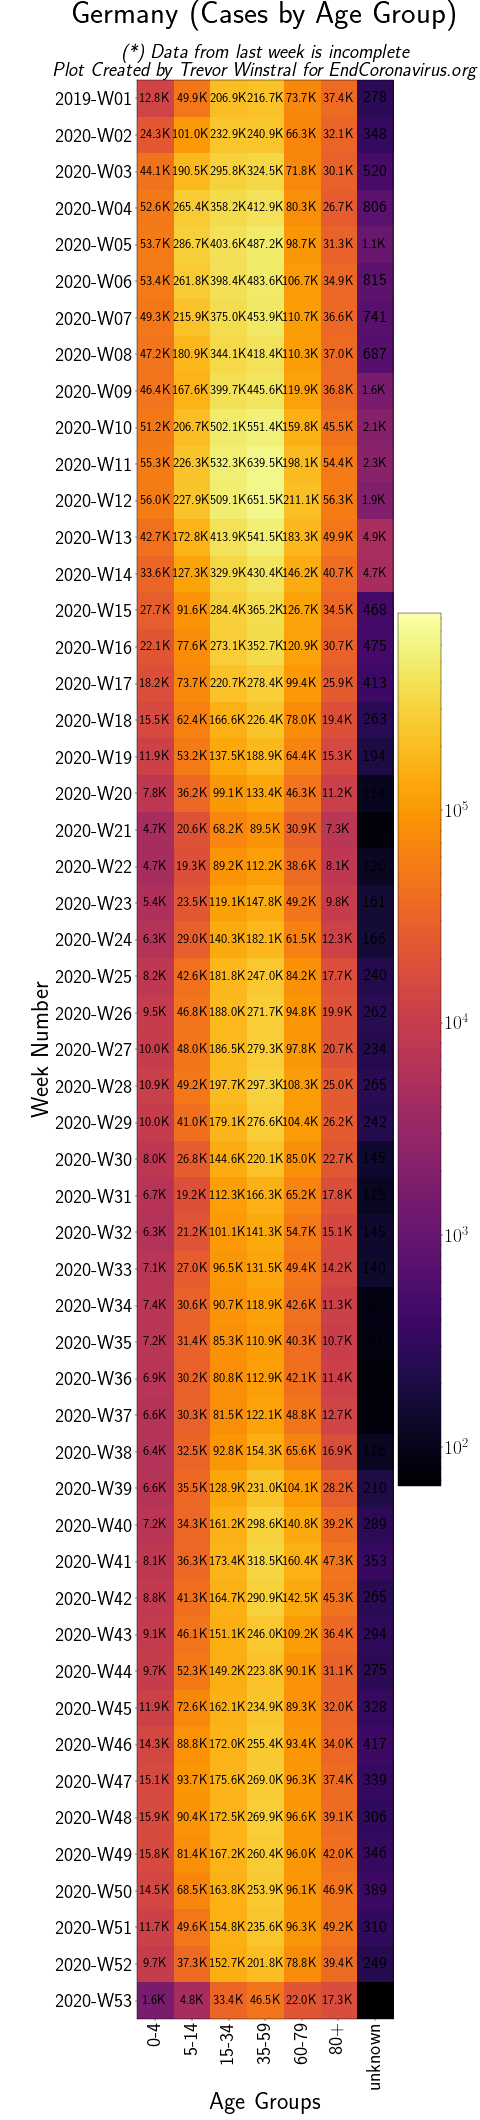 Germany (Cases by Age Group)
(*) Data from last week is incomplete
Plot Created by Trevor Winstral for EndCoronavirus.org
2019-W01 12.8K 49.9K 206.9K 216.7K 73.7K 37.4K 278
2020-W02 24.3K 101.0K 232.9K 240.9K 66.3K 32.1K 348
2020-W03 44.1K 190.5K 295.8K 324.5K 71.8K 30.1K 520
2020-W04 52.6K 265.4K 358.2K 412.9K 80.3K 26.7K 806
2020-W05 53.7K 286.7K 403.6K 487.2K 98.7K 31.3K 1.1K
2020-W06 53.4K 261.8K 398.4K 483.6K 106.7K 34.9K 815
2020-W07 49.3K 215.9K 375.0K 453.9K 110.7K 36.6K 741
2020-W08 47.2K 180.9K 344.1K 418.4K 110.3K 37.0K 687
2020-W09 46.4K 167.6K 399.7K 445.6K 119.9K 36.8K 1.6K
2020-W10 51.2K 206.7K 502.1K 551.4K 159.8K 45.5K 2.1K
2020-W11 55.3K 226.3K 532.3K 639.5K 198.1K 54.4K 2.3K
2020-W12 56.0K 227.9K 509.1K 651.5K 211.1K 56.3K 1.9K
2020-W13 42.7K 172.8K 413.9K 541.5K 183.3K 49.9K 4.9K
2020-W14 33.6K 127.3K 329.9K 430.4K 146.2K 40.7K 4.7K
2020-W15 27.7K 91.6K 284.4K 365.2K 126.7K 34.5K 468
2020-W16 22.1K 77.6K 273.1K 352.7K 120.9K 30.7K 475
2020-W17 18.2K 73.7K 220.7K 278.4K 99.4K 25.9K 413
2020-W18 15.5K 62.4K 166.6K 226.4K 78.0K 19.4K 263
2020-W19 11.9K 53.2K 137.5K 188.9K 64.4K 15.3K 194
2020-W20 7.8K 36.2K 99.1K 133.4K 46.3K 11.2K 114
2020-W21 4.7K 20.6K 68.2K 89.5K 30.9K 7.3K
2020-W22 4.7K 19.3K 89.2K 112.2K 38.6K 8.1K 120
2020-W23 5.4K 23.5K 119.1K 147.8K 49.2K 9.8K 161
2020-W24 6.3K 29.0K 140.3K 182.1K 61.5K 12.3K 166
2020-W25 8.2K 42.6K 181.8K 247.0K 84.2K 17.7K 240
2020-W26 9.5K 46.8K 188.0K 271.7K 94.8K 19.9K 262
2020-W27 10.0K 48.0K 186.5K 279.3K 97.8K 20.7K 234
2020-W28 10.9K 49.2K 197.7K 297.3K 108.3K 25.0K 265
2020-W29 10.0K 41.0K 179.1K 276.6K 104.4K 26.2K 242
2020-W30 8.0K 26.8K 144.6K 220.1K 85.0K 22.7K 145
2020-W31 6.7K 19.2K 112.3K 166.3K 65.2K 17.8K 115
2020-W32 6.3K 21.2K 101.1K 141.3K 54.7K 15.1K 145
2020-W33 7.1K 27.0K 96.5K 131.5K 49.4K 14.2K 140
2020-W34 7.4K 30.6K 90.7K 118.9K 42.6K 11.3K
2020-W35 7.2K 31.4K 85.3K 110.9K 40.3K 10.7K
2020-W36 6.9K 30.2K 80.8K 112.9K 42.1K 11.4K
2020-W37 6.6K 30.3K 81.5K 122.1K 48.8K 12.7K
2020-W38 6.4K 32.5K 92.8K 154.3K 65.6K 16.9K 116
2020-W39 6.6K 35.5K 128.9K 231.0K 104.1K 28.2K 210
2020-W40 7.2K 34.3K 161.2K 298.6K 140.8K 39.2K 289
2020-W41 8.1K 36.3K 173.4K 318.5K 160.4K 47.3K 353
2020-W42 8.8K 41.3K 164.7K 290.9K 142.5K 45.3K 265
2020-W43 9.1K 46.1K 151.1K 246.0K 109.2K 36.4K 294
2020-W44 9.7K 52.3K 149.2K 223.8K 90.1K 31.1K 275
2020-W45 11.9K 72.6K 162.1K 234.9K 89.3K 32.0K 328
2020-W46 14.3K 88.8K 172.0K 255.4K 93.4K 34.0K 417
2020-W47 15.1K 93.7K 175.6K 269.0K 96.3K 37.4K 339
2020-W48 15.9K 90.4K 172.5K 269.9K 96.6K 39.1K 306
2020-W49 15.8K 81.4K 167.2K 260.4K 96.0K 42.0K 346
2020-W50 14.5K 68.5K 163.8K 253.9K 96.1K 46.9K 389
2020-W51 11.7K 49.6K 154.8K 235.6K 96.3K 49.2K 310
2020-W52 9.7K 37.3K 152.7K 201.8K 78.8K 39.4K 249
2020-W53 1.6K 4.8K 33.4K 46.5K 22.0K 17.3K
0-4 5-14 15-34 35-59 60-79 80+ unknown
Age Groups
Week Number
10^5
10^4
10^3
10^2